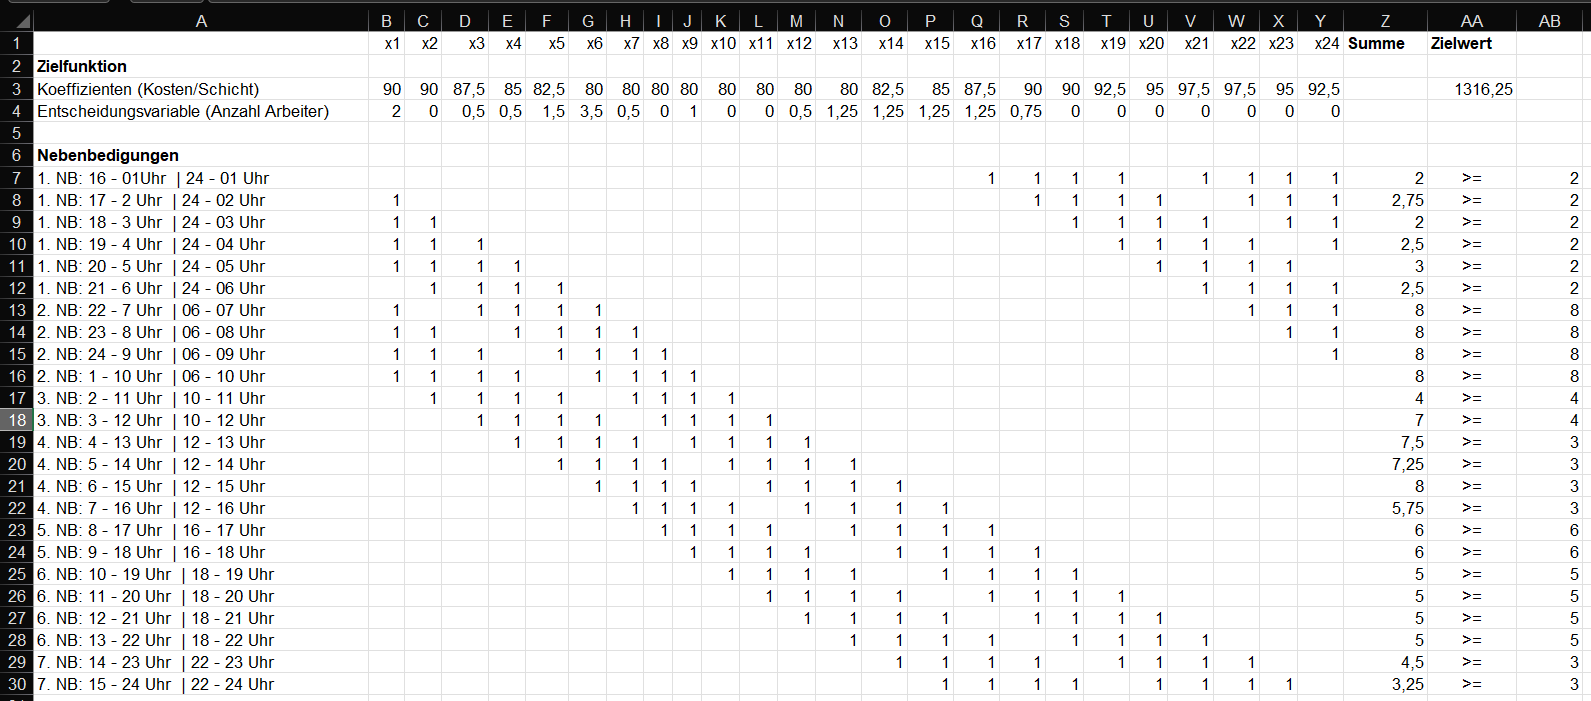 A B C D E F G H I J K L M N O P Q R S T U V W X Y Z AA AB
1 x1 x2 x3 x4 x5 x6 x7 x8 x9 x10 x11 x12 x13 x14 x15 x16 x17 x18 x19 x20 x21 x22 x23 x24 Summe Zielwert
2 Zielfunktion
3 Koeffizienten (Kosten/Schicht) 90 90 87,5 85 82,5 80 80 80 80 80 80 80 80 82,5 85 87,5 90 90 92,5 95 97,5 97,5 95 92,5 1316,25
4 Entscheidungsvariable (Anzahl Arbeiter) 2 0 0,5 0,5 1,5 3,5 0,5 0 1 0 0 0,5 1,25 1,25 1,25 1,25 0,75 0 0 0 0 0 0 0
5
6 Nebenbedigungen
7 1. NB: 16 - 01Uhr | 24 - 01 Uhr 1 1 1 1 1 1 1 1 2 >= 2
8 1. NB: 17 - 2 Uhr | 24 - 02 Uhr 1 1 1 1 1 1 1 1 2,75 >= 2
9 1. NB: 18 - 3 Uhr | 24 - 03 Uhr 1 1 1 1 1 1 1 1 2 >= 2
10 1. NB: 19 - 4 Uhr | 24 - 04 Uhr 1 1 1 1 1 1 1 1 2,5 >= 2
11 1. NB: 20 - 5 Uhr | 24 - 05 Uhr 1 1 1 1 1 1 1 1 3 >= 2
12 1. NB: 21 - 6 Uhr | 24 - 06 Uhr 1 1 1 1 1 1 1 1 2,5 >= 2
13 2. NB: 22 - 7 Uhr | 06 - 07 Uhr 1 1 1 1 1 1 1 1 8 >= 8
14 2. NB: 23 - 8 Uhr | 06 - 08 Uhr 1 1 1 1 1 1 1 1 8 >= 8
15 2. NB: 24 - 9 Uhr | 06 - 09 Uhr 1 1 1 1 1 1 1 1 8 >= 8
16 2. NB: 1 - 10 Uhr | 06 - 10 Uhr 1 1 1 1 1 1 1 1 8 >= 8
17 3. NB: 2 - 11 Uhr | 10 - 11 Uhr 1 1 1 1 1 1 1 1 4 >= 4
18 3. NB: 3 - 12 Uhr | 10 - 12 Uhr 1 1 1 1 1 1 1 1 7 >= 4
19 4. NB: 4 - 13 Uhr | 12 - 13 Uhr 1 1 1 1 1 1 1 1 7,5 >= 3
20 4. NB: 5 - 14 Uhr | 12 - 14 Uhr 1 1 1 1 1 1 1 1 7,25 >= 3
21 4. NB: 6 - 15 Uhr | 12 - 15 Uhr 1 1 1 1 1 1 1 1 8 >= 3
22 4. NB: 7 - 16 Uhr | 12 - 16 Uhr 1 1 1 1 1 1 1 1 5,75 >= 3
23 5. NB: 8 - 17 Uhr | 16 - 17 Uhr 1 1 1 1 1 1 1 1 6 >= 6
24 5. NB: 9 - 18 Uhr | 16 - 18 Uhr 1 1 1 1 1 1 1 1 6 >= 6
25 6. NB: 10 - 19 Uhr | 18 - 19 Uhr 1 1 1 1 1 1 1 1 5 >= 5
26 6. NB: 11 - 20 Uhr | 18 - 20 Uhr 1 1 1 1 1 1 1 1 5 >= 5
27 6. NB: 12 - 21 Uhr | 18 - 21 Uhr 1 1 1 1 1 1 1 1 5 >= 5
28 6. NB: 13 - 22 Uhr | 18 - 22 Uhr 1 1 1 1 1 1 1 1 5 >= 5
29 7. NB: 14 - 23 Uhr | 22 - 23 Uhr 1 1 1 1 1 1 1 1 4,5 >= 3
30 7. NB: 15 - 24 Uhr | 22 - 24 Uhr 1 1 1 1 1 1 1 1 3,25 >= 3